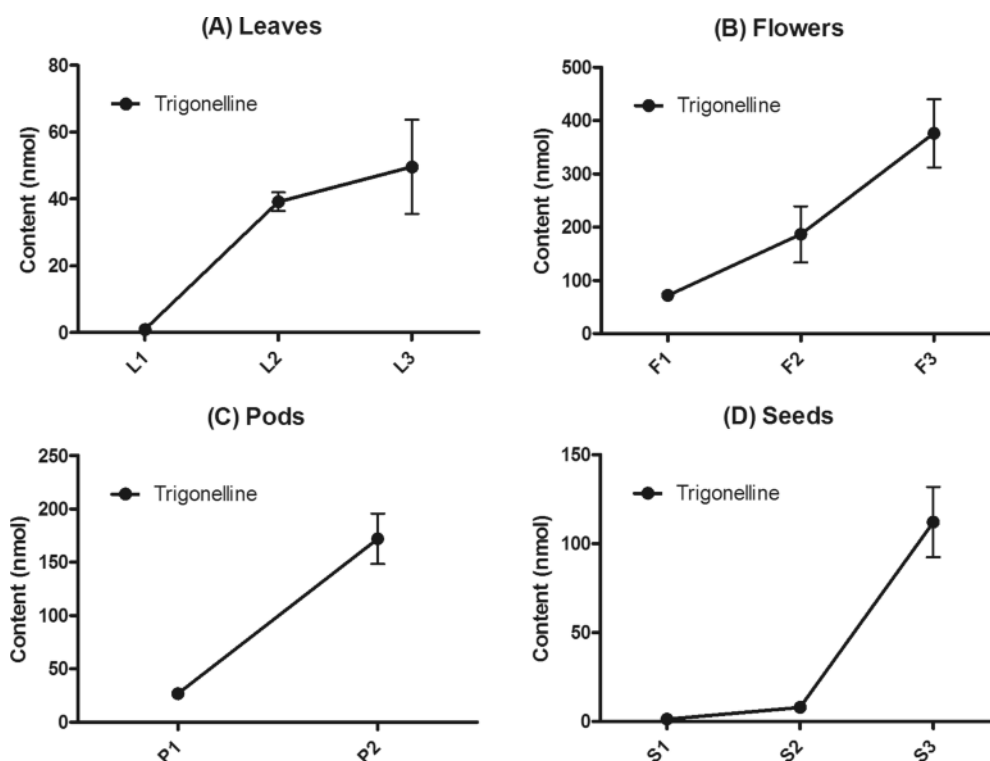 (A) Leaves
80
Trigonelline
60
40
20
0
Content (nmol)
L1
L2
L3
(B) Flowers
500
Trigonelline
400
300
200
100
0
Content (nmol)
F1
F2
F3
(C) Pods
250
Trigonelline
200
150
100
50
0
Content (nmol)
P1
P2
(D) Seeds
150
Trigonelline
100
50
0
Content (nmol)
S1
S2
S3